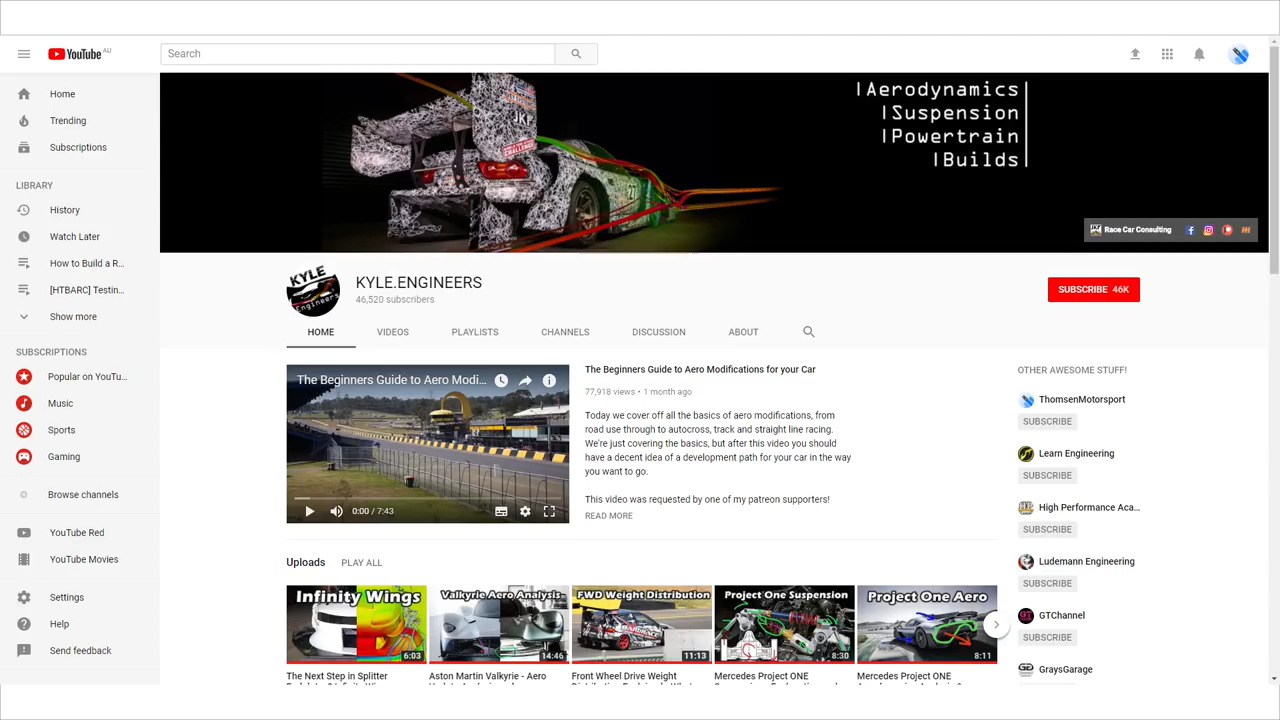 YouTube AU
Search
Home
Trending
Subscriptions
LIBRARY
History
Watch Later
How to Build a R...
[HTBARC] Testin...
Show more
SUBSCRIPTIONS
Popular on YouTu...
Music
Sports
Gaming
Browse channels
YouTube Red
YouTube Movies
Settings
Help
Send feedback
|Aerodynamics
|Suspension
|Powertrain
|Builds
JKF
CHALLENGE
Race Car Consulting
KYLE
Engineers
KYLE.ENGINEERS
46,520 subscribers
SUBSCRIBE 46K
HOME
VIDEOS
PLAYLISTS
CHANNELS
DISCUSSION
ABOUT
The Beginners Guide to Aero Modi...
0:00 / 7:43
The Beginners Guide to Aero Modifications for your Car
77,918 views • 1 month ago
Today we cover off all the basics of aero modifications, from
road use through to autocross, track and straight line racing.
We're just covering the basics, but after this video you should
have a decent idea of a development path for your car in the way
you want to go.
This video was requested by one of my patreon supporters!
READ MORE
Uploads
PLAY ALL
Infinity Wings
6:03
Valkyrie Aero Analysis
14:46
FWD Weight Distribution
11:13
Project One Suspension
8:30
Project One Aero
8:11
The Next Step in Splitter
Aston Martin Valkyrie - Aero
Front Wheel Drive Weight
Mercedes Project ONE
Mercedes Project ONE
OTHER AWESOME STUFF!
ThomsenMotorsport
SUBSCRIBE
Learn Engineering
SUBSCRIBE
High Performance Aca...
SUBSCRIBE
Ludemann Engineering
SUBSCRIBE
GTChannel
SUBSCRIBE
GraysGarage